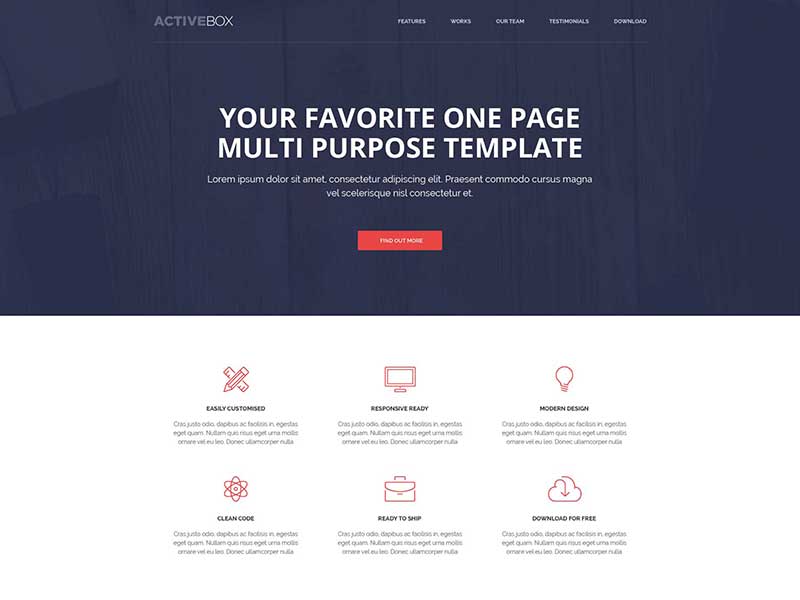 ACTIVEBOX
FEATURES WORKS OUR TEAM TESTIMONIALS DOWNLOAD
YOUR FAVORITE ONE PAGE
MULTI PURPOSE TEMPLATE
Lorem ipsum dolor sit amet, consectetur adipiscing elit. Praesent commodo cursus magna
vel scelerisque nisl consectetur et.
FIND OUT MORE
EASILY CUSTOMISED
Cras justo odio, dapibus ac facilisis in, egestas
eget quam. Nullam quis risus eget urna mollis
ornare vel eu leo. Donec ullamcorper nulla
RESPONSIVE READY
Cras justo odio, dapibus ac facilisis in, egestas
eget quam. Nullam quis risus eget urna mollis
ornare vel eu leo. Donec ullamcorper nulla
MODERN DESIGN
Cras justo odio, dapibus ac facilisis in, egestas
eget quam. Nullam quis risus eget urna mollis
ornare vel eu leo. Donec ullamcorper nulla
CLEAN CODE
Cras justo odio, dapibus ac facilisis in, egestas
eget quam. Nullam quis risus eget urna mollis
ornare vel eu leo. Donec ullamcorper nulla
READY TO SHIP
Cras justo odio, dapibus ac facilisis in, egestas
eget quam. Nullam quis risus eget urna mollis
ornare vel eu leo. Donec ullamcorper nulla
DOWNLOAD FOR FREE
Cras justo odio, dapibus ac facilisis in, egestas
eget quam. Nullam quis risus eget urna mollis
ornare vel eu leo. Donec ullamcorper nulla